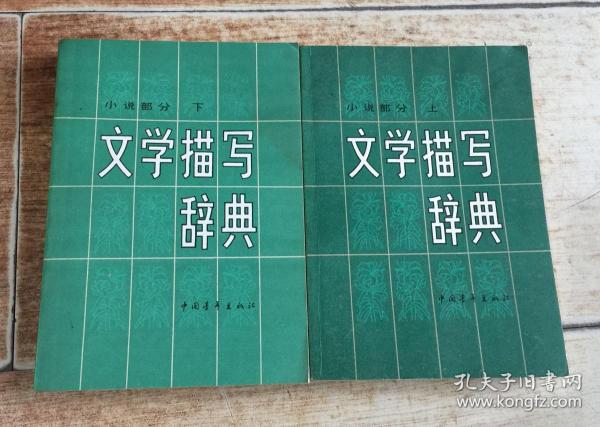 小说部分 下
文学描写
辞典
中国青年出版社
小说部分 上
文学描写
辞典
中国青年出版社
孔夫子旧书网
www.kongfz.com